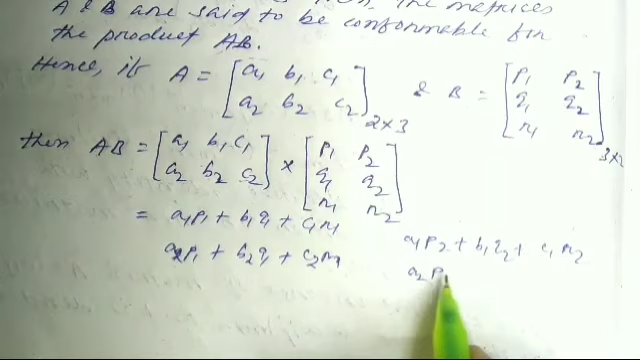 A & B are said to be conformable for
the product AB.
Hence, if A = [a1 b1 c1 & B = [p1 p2
a2 b2 c2]2×3 q1 q2
r1 r2]3×2
then AB = [a1 b1 c1 × [p1 p2
a2 b2 c2] q1 q2
r1 r2]
= a1p1 + b1q1 + c1r1 a1p2 + b1q2 + c1r2
a2p1 + b2q1 + c2r1 a2p